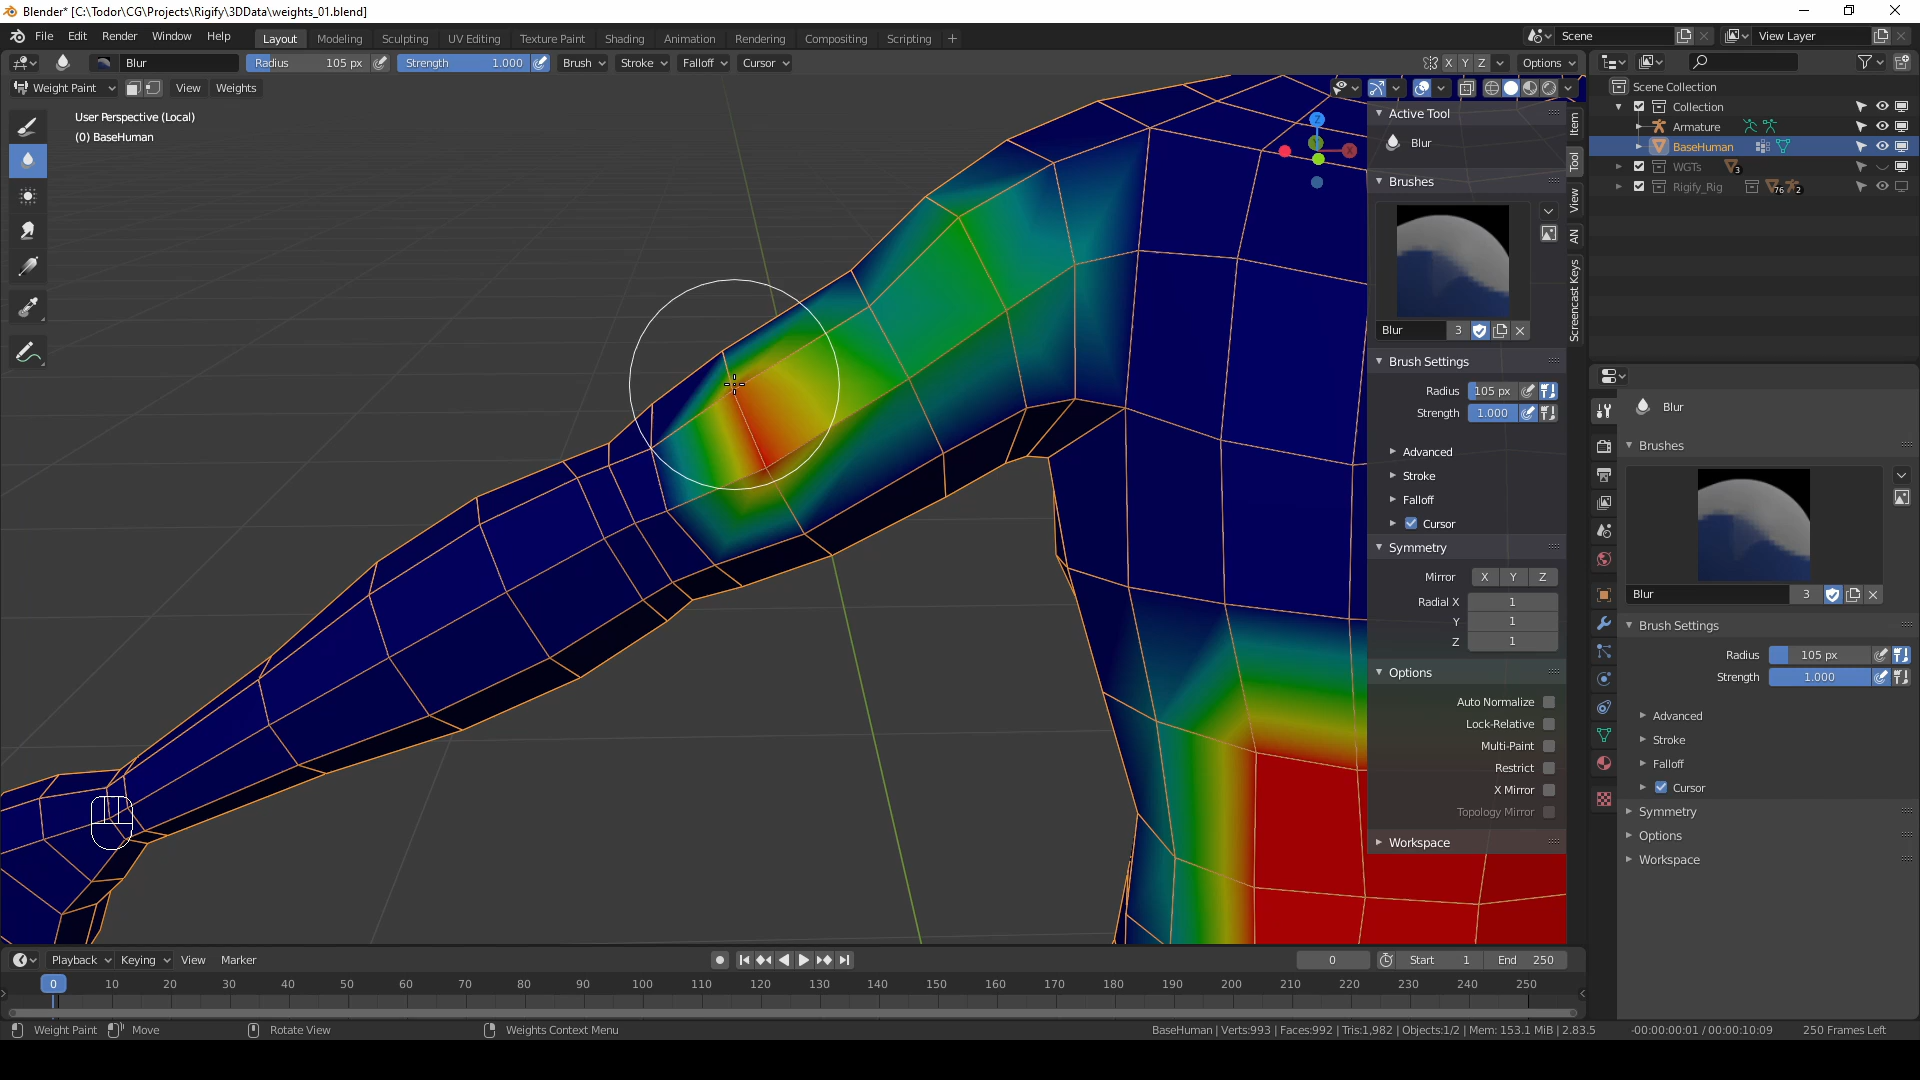 Blender* [C:\Todor\CG\Projects\Rigify\3DData\weights_01.blend]
File Edit Render Window Help Layout Modeling Sculpting UV Editing Texture Paint Shading Animation Rendering Compositing Scripting + Scene View Layer
Blur Radius 105 px Strength 1.000 Brush Stroke Falloff Cursor X Y Z Options
Weight Paint View Weights
User Perspective (Local)
(0) BaseHuman
Z
Y
X
Active Tool
Blur
Brushes
Blur 3
Brush Settings
Radius 105 px
Strength 1.000
Advanced
Stroke
Falloff
Cursor
Symmetry
Mirror X Y Z
Radial X 1
Y 1
Z 1
Options
Auto Normalize
Lock-Relative
Multi-Paint
Restrict
X Mirror
Topology Mirror
Workspace
Item
Tool
View
AN
Screencast Keys
Scene Collection
Collection
Armature
BaseHuman
WGTs 3
Rigify_Rig 76 2
Blur
Brushes
Blur 3
Brush Settings
Radius 105 px
Strength 1.000
Advanced
Stroke
Falloff
Cursor
Symmetry
Options
Workspace
Playback Keying View Marker 0 Start 1 End 250
0 10 20 30 40 50 60 70 80 90 100 110 120 130 140 150 160 170 180 190 200 210 220 230 240 250
Weight Paint Move Rotate View Weights Context Menu BaseHuman | Verts:993 | Faces:992 | Tris:1,982 | Objects:1/2 | Mem: 153.1 MiB | 2.83.5 -00:00:00:01 / 00:00:10:09 250 Frames Left